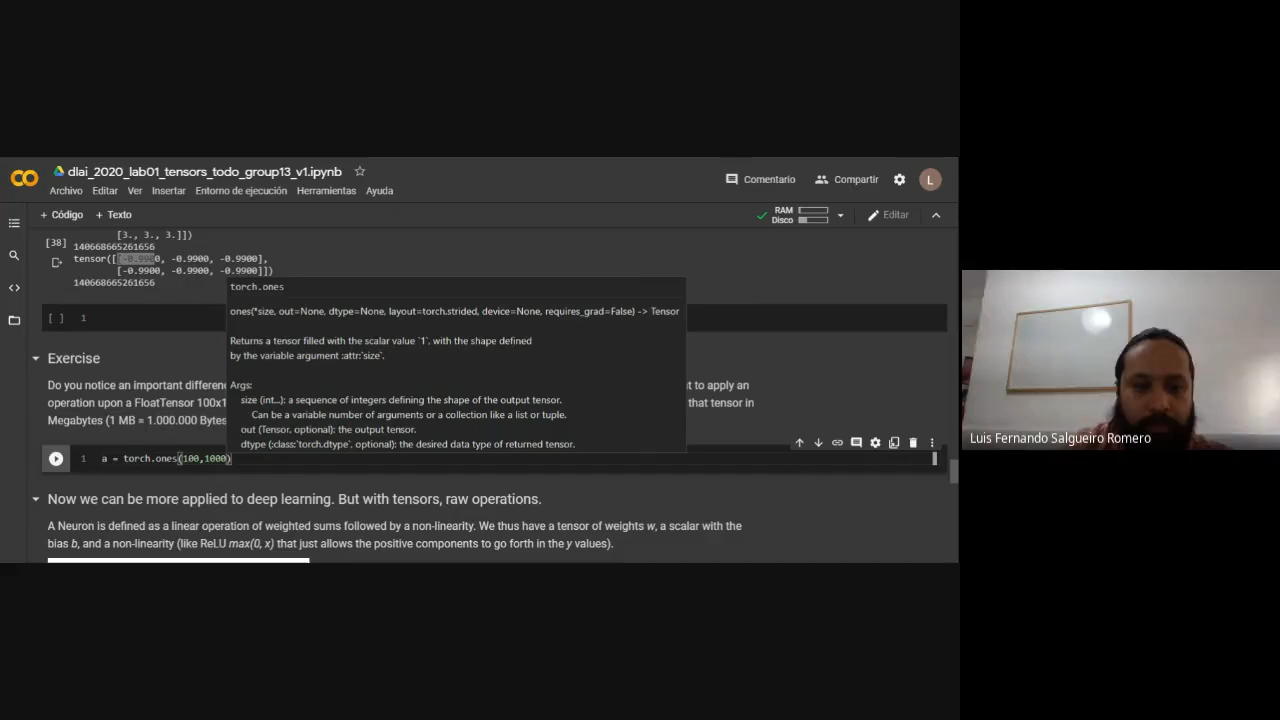 dlai_2020_lab01_tensors_todo_group13_v1.ipynb
Comentario Compartir L
Archivo Editar Ver Insertar Entorno de ejecución Herramientas Ayuda
+ Código + Texto
RAM
Disco
Editar
[3., 3., 3.]])
[38] 140668665261656
tensor([[-0.9900, -0.9900, -0.9900],
[-0.9900, -0.9900, -0.9900]])
140668665261656
torch.ones
ones(*size, out=None, dtype=None, layout=torch.strided, device=None, requires_grad=False) -> Tensor
[ ] 1
Returns a tensor filled with the scalar value `1`, with the shape defined
by the variable argument :attr:`size`.
Exercise
Do you notice an important differen t to apply an
Args:
size (int...): a sequence of integers defining the shape of the output tensor.
operation upon a FloatTensor 100x1 that tensor in
Can be a variable number of arguments or a collection like a list or tuple.
Megabytes (1 MB = 1.000.000 Bytes
out (Tensor, optional): the output tensor.
dtype (:class:`torch.dtype`, optional): the desired data type of returned tensor.
1 a = torch.ones(100,1000)
Now we can be more applied to deep learning. But with tensors, raw operations.
A Neuron is defined as a linear operation of weighted sums followed by a non-linearity. We thus have a tensor of weights w, a scalar with the
bias b, and a non-linearity (like ReLU max(0, x) that just allows the positive components to go forth in the y values).
Luis Fernando Salgueiro Romero